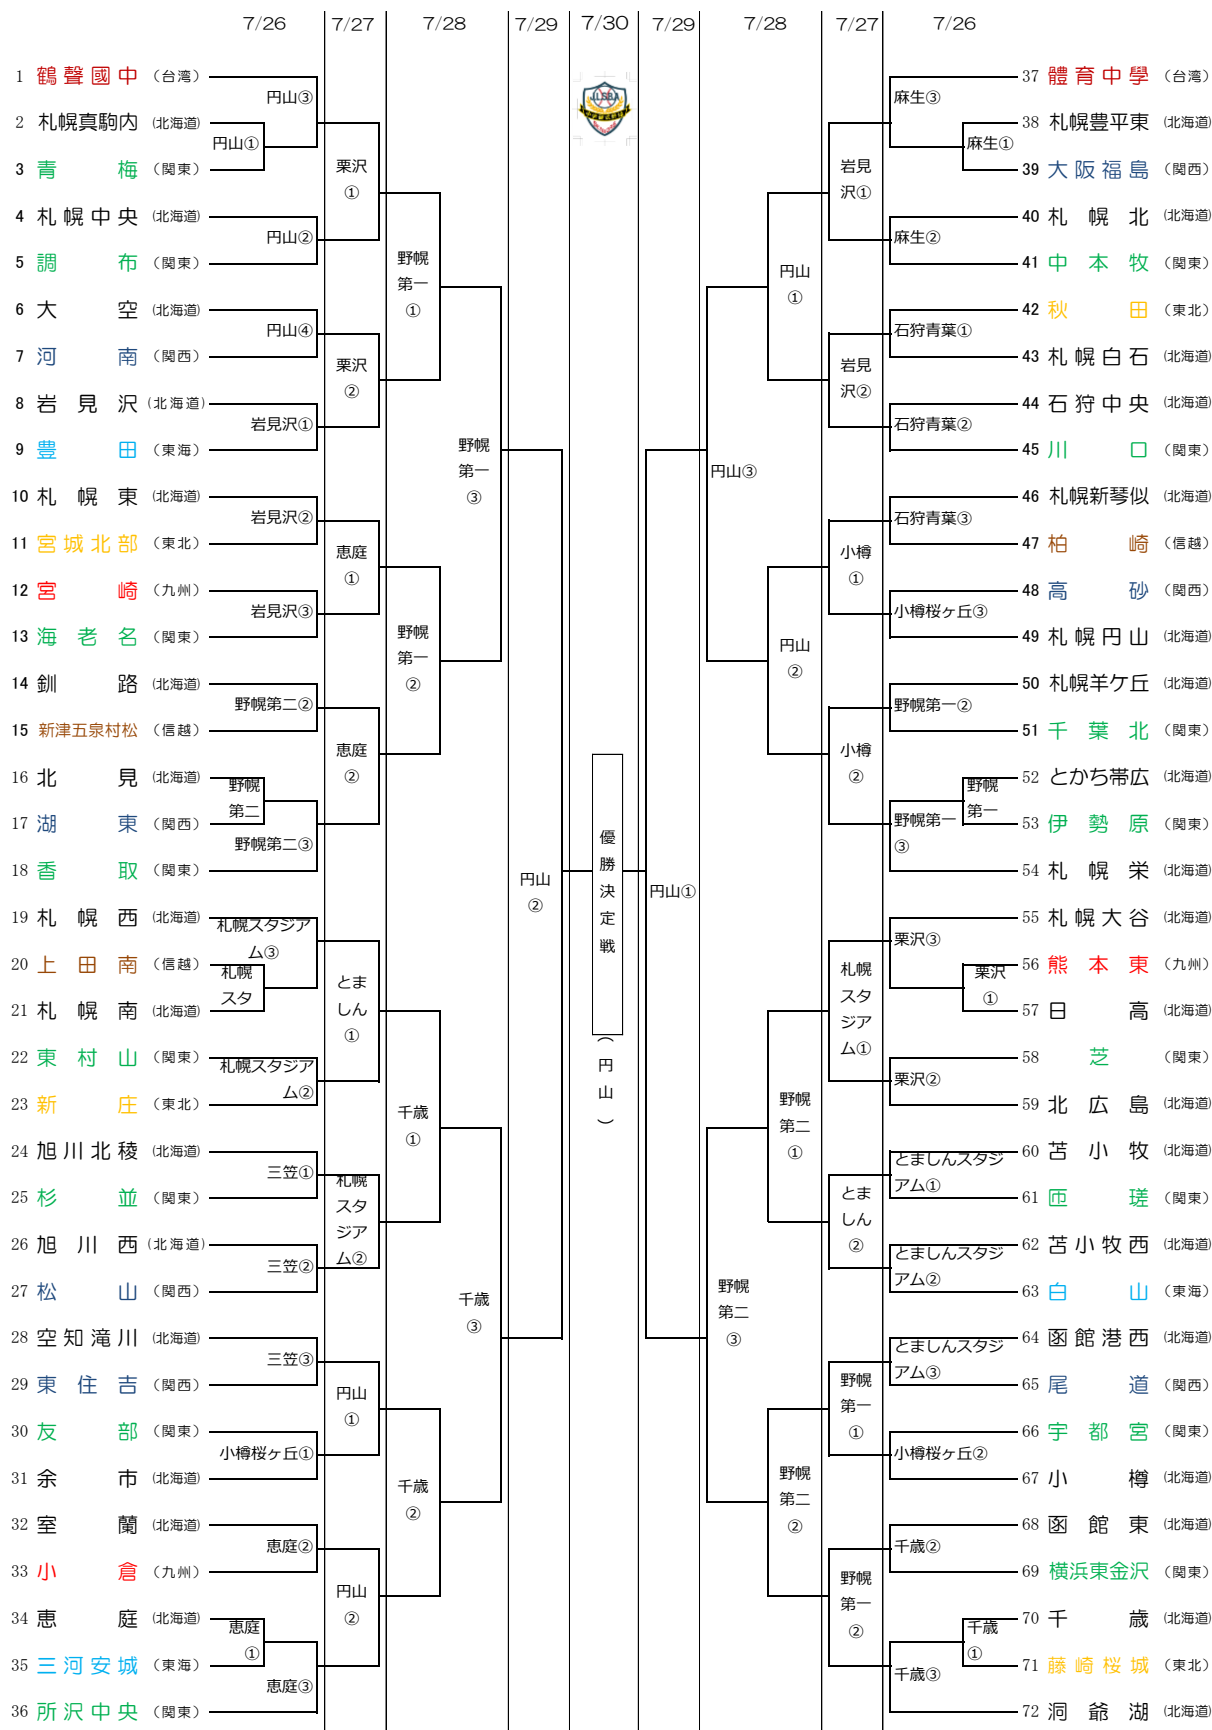 7/26 7/27 7/28 7/29 7/30 7/29 7/28 7/27 7/26
1 鶴聲國中 (台湾)
円山③
2 札幌真駒内 (北海道)
円山①
3 青梅 (関東)
栗沢
①
4 札幌中央 (北海道)
円山②
5 調布 (関東)
野幌
第一
①
6 大空 (北海道)
円山④
7 河南 (関西)
栗沢
②
8 岩見沢 (北海道)
岩見沢①
9 豊田 (東海)
野幌
第一
③
10 札幌東 (北海道)
岩見沢②
11 宮城北部 (東北)
恵庭
①
12 宮崎 (九州)
岩見沢③
13 海老名 (関東)
野幌
第一
②
14 釧路 (北海道)
野幌第二②
15 新津五泉村松 (信越)
恵庭
②
16 北見 (北海道)
野幌
第二
17 湖東 (関西)
野幌第二③
18 香取 (関東)
円山
②
19 札幌西 (北海道)
札幌スタジア
ム③
20 上田南 (信越)
札幌
スタ
21 札幌南 (北海道)
とま
しん
①
22 東村山 (関東)
札幌スタジア
ム②
23 新庄 (東北)
千歳
①
24 旭川北稜 (北海道)
三笠①
25 杉並 (関東)
札幌
スタ
ジア
ム②
26 旭川西 (北海道)
三笠②
27 松山 (関西)
千歳
③
28 空知滝川 (北海道)
三笠③
29 東住吉 (関西)
円山
①
30 友部 (関東)
小樽桜ヶ丘①
31 余市 (北海道)
千歳
②
32 室蘭 (北海道)
恵庭②
33 小倉 (九州)
円山
②
34 恵庭 (北海道)
恵庭
①
35 三河安城 (東海)
恵庭③
36 所沢中央 (関東)
優勝決定戦
(円山)
37 體育中學 (台湾)
麻生③
38 札幌豊平東 (北海道)
麻生①
39 大阪福島 (関西)
岩見
沢①
40 札幌北 (北海道)
麻生②
41 中本牧 (関東)
円山
①
42 秋田 (東北)
石狩青葉①
43 札幌白石 (北海道)
岩見
沢②
44 石狩中央 (北海道)
石狩青葉②
45 川口 (関東)
円山③
46 札幌新琴似 (北海道)
石狩青葉③
47 柏崎 (信越)
小樽
①
48 高砂 (関西)
小樽桜ヶ丘③
49 札幌円山 (北海道)
円山
②
50 札幌羊ケ丘 (北海道)
野幌第一②
51 千葉北 (関東)
小樽
②
52 とかち帯広 (北海道)
野幌
第一
53 伊勢原 (関東)
野幌第一
③
54 札幌栄 (北海道)
円山①
55 札幌大谷 (北海道)
栗沢③
56 熊本東 (九州)
栗沢
①
57 日高 (北海道)
札幌
スタ
ジア
ム①
58 芝 (関東)
栗沢②
59 北広島 (北海道)
野幌
第二
①
60 苫小牧 (北海道)
とましんスタジ
アム①
61 匝瑳 (関東)
とま
しん
②
62 苫小牧西 (北海道)
とましんスタジ
アム②
63 白山 (東海)
野幌
第二
③
64 函館港西 (北海道)
とましんスタジ
アム③
65 尾道 (関西)
野幌
第一
①
66 宇都宮 (関東)
小樽桜ヶ丘②
67 小樽 (北海道)
野幌
第二
②
68 函館東 (北海道)
千歳②
69 横浜東金沢 (関東)
野幌
第一
②
70 千歳 (北海道)
千歳
①
71 藤崎桜城 (東北)
千歳③
72 洞爺湖 (北海道)